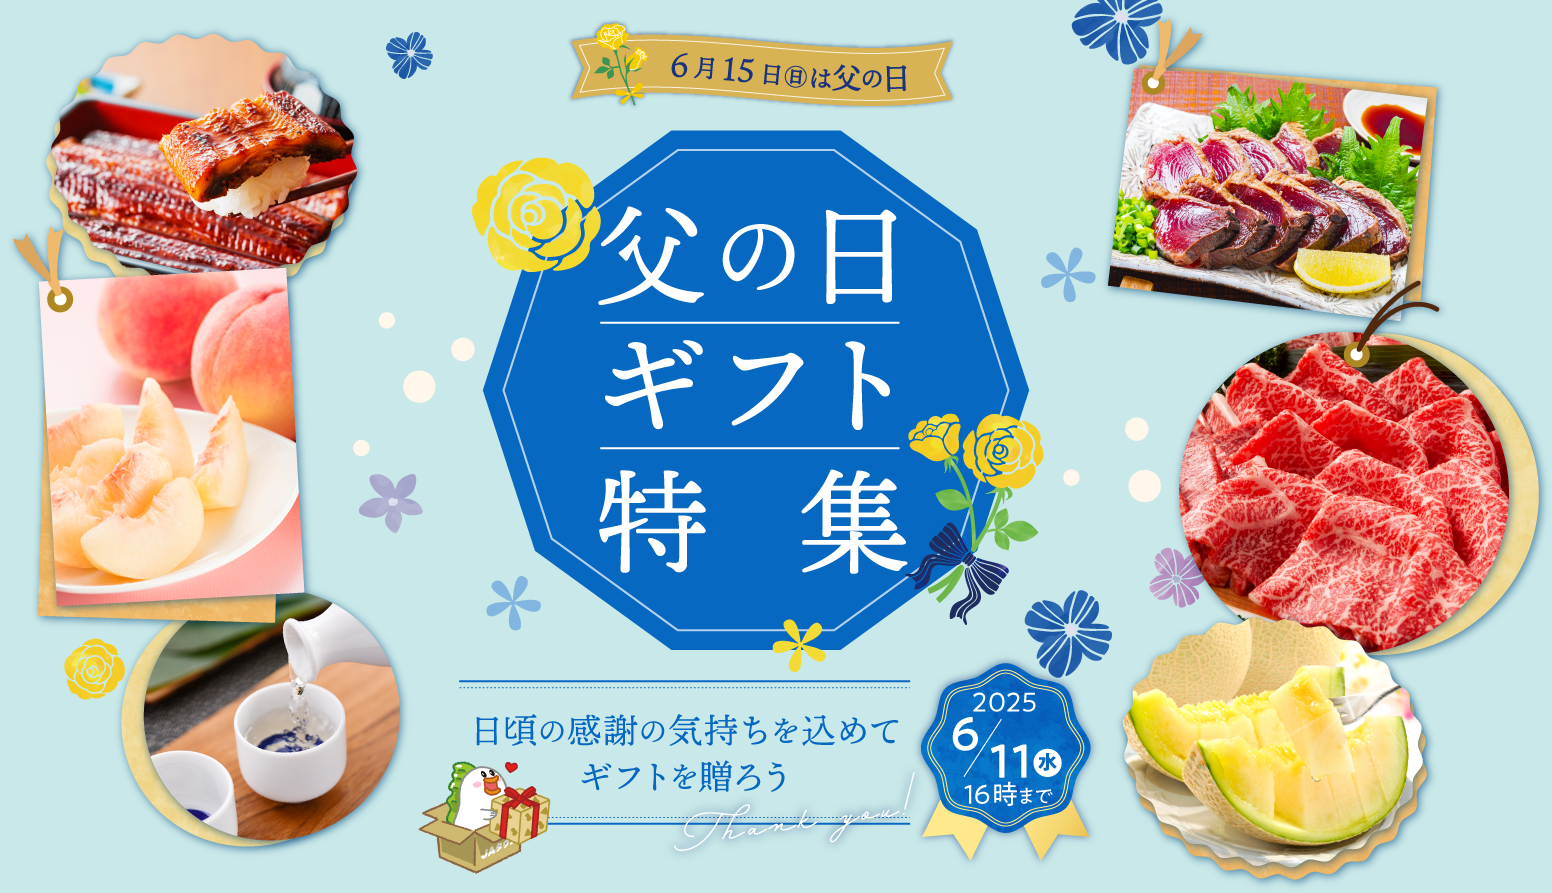 6月15日㊐は父の日
父の日
ギフト
特 集
日頃の感謝の気持ちを込めて
ギフトを贈ろう
Thank you!
2025
6/11水
16時まで